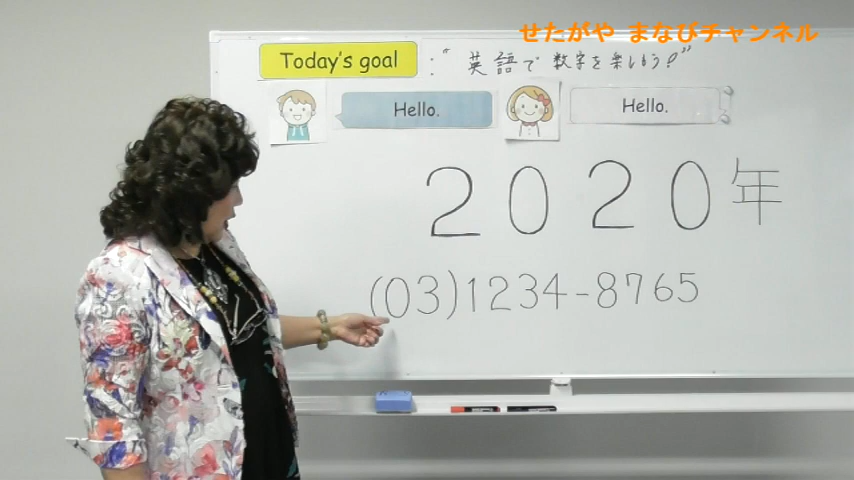 せたがや まなびチャンネル
Today's goal : "英語で 数字を楽しもう!"
Hello. Hello.
2020年
(03)1234-8765